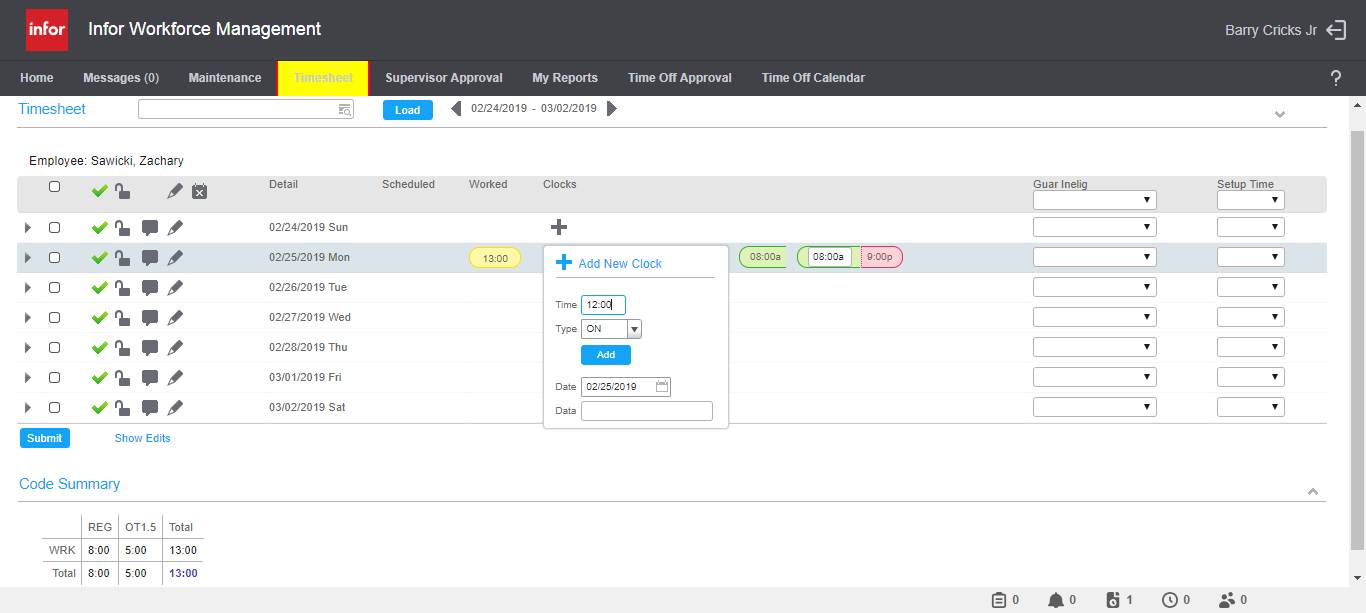 infor Infor Workforce Management Barry Cricks Jr
Home Messages (0) Maintenance Timesheet Supervisor Approval My Reports Time Off Approval Time Off Calendar ?
Timesheet Load 02/24/2019 - 03/02/2019
Employee: Sawicki, Zachary
Detail Scheduled Worked Clocks Guar Inelig Setup Time
02/24/2019 Sun
02/25/2019 Mon 13:00 08:00a 08:00a 9:00p
Add New Clock
02/26/2019 Tue
Time 12:00
02/27/2019 Wed
Type ON
02/28/2019 Thu
Add
03/01/2019 Fri
Date 02/25/2019
03/02/2019 Sat
Data
Submit Show Edits
Code Summary
REG OT1.5 Total
WRK 8:00 5:00 13:00
Total 8:00 5:00 13:00
0 0 1 0 0